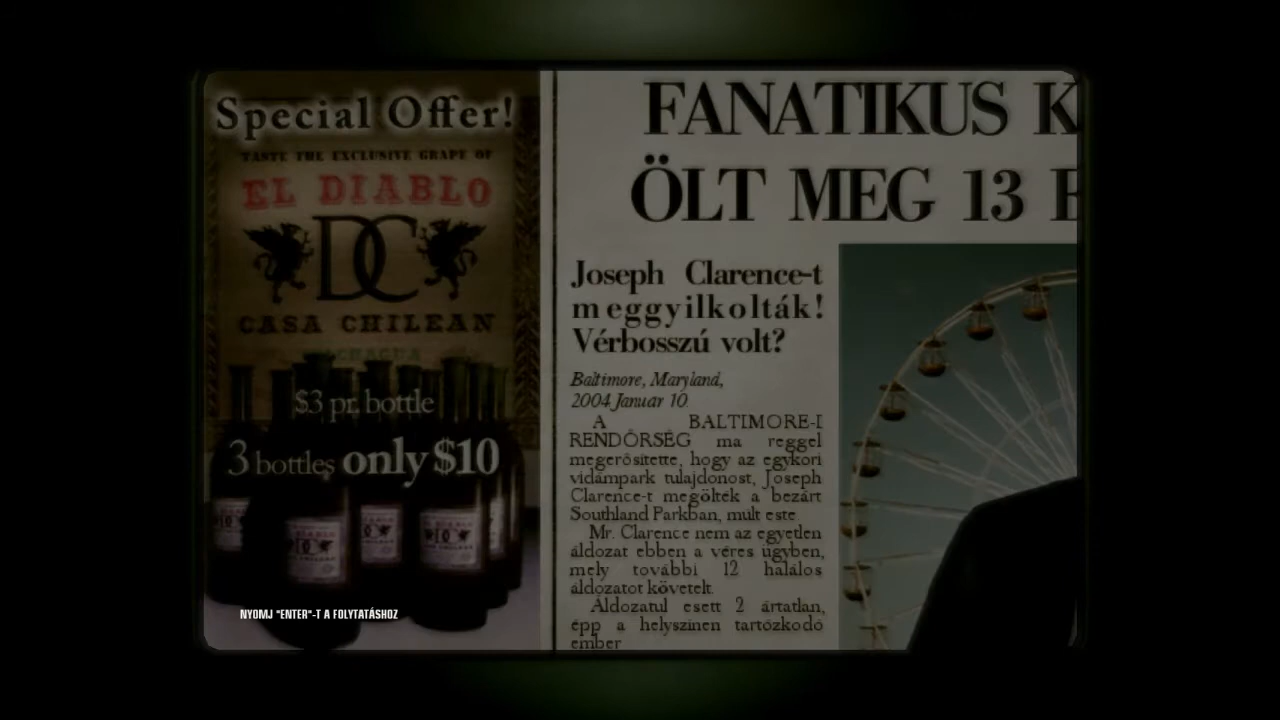 Special Offer!
TASTE THE EXCLUSIVE GRAPE OF
EL DIABLO
DC
CASA CHILEAN
$3 pr. bottle
3 bottles only $10
NYOMJ "ENTER"-T A FOLYTATÁSHOZ
FANATIKUS K
ÖLT MEG 13 E
Joseph Clarence-t
meggyilkolták!
Vérbosszú volt?
Baltimore, Maryland,
2004 Januar 10.
A BALTIMORE-I
RENDŐRSÉG ma reggel
megerősítette, hogy az egykori
vidámpark tulajdonost, Joseph
Clarence-t megölték a bezárt
Southland Parkban, múlt este.
Mr. Clarence nem az egyetlen
áldozat ebben a véres ügyben,
mely további 12 halálos
áldozatot követelt.
Áldozatul esett 2 ártatlan,
épp a helyszínen tartózkodó
ember